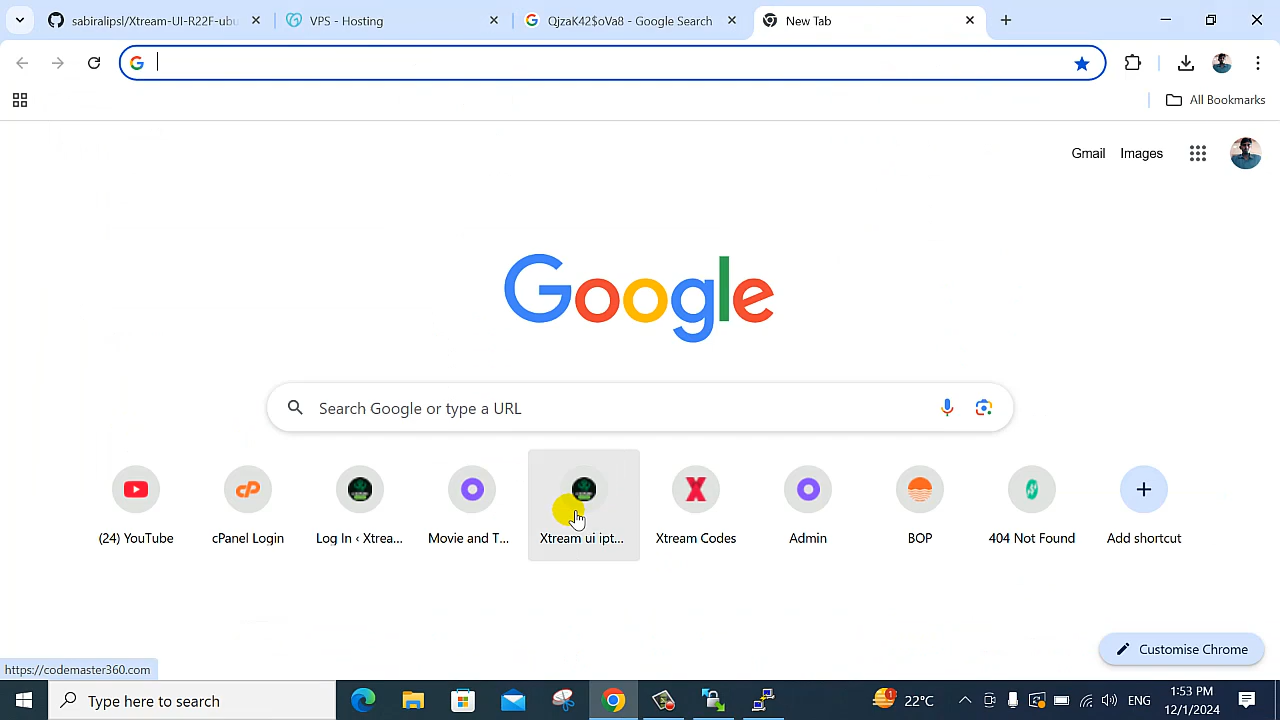 sabiralipsl/Xtream-UI-R22F-ubu
VPS - Hosting
QjzaK42$oVa8 - Google Search
New Tab
All Bookmarks
Gmail
Images
Google
Search Google or type a URL
(24) YouTube
cPanel Login
Log In ‹ Xtrea...
Movie and T...
Xtream ui ipt...
Xtream Codes
Admin
BOP
404 Not Found
Add shortcut
Customise Chrome
https://codemaster360.com
Type here to search
1
22°C
ENG
1:53 PM
12/1/2024